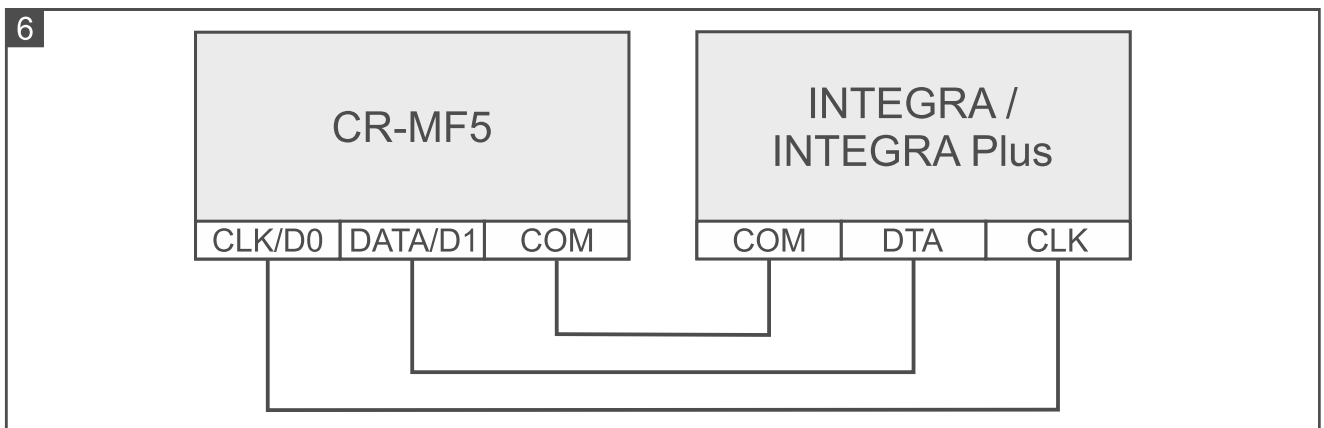 6
CR-MF5
INTEGRA /
INTEGRA Plus
CLK/D0 DATA/D1 COM
COM DTA CLK